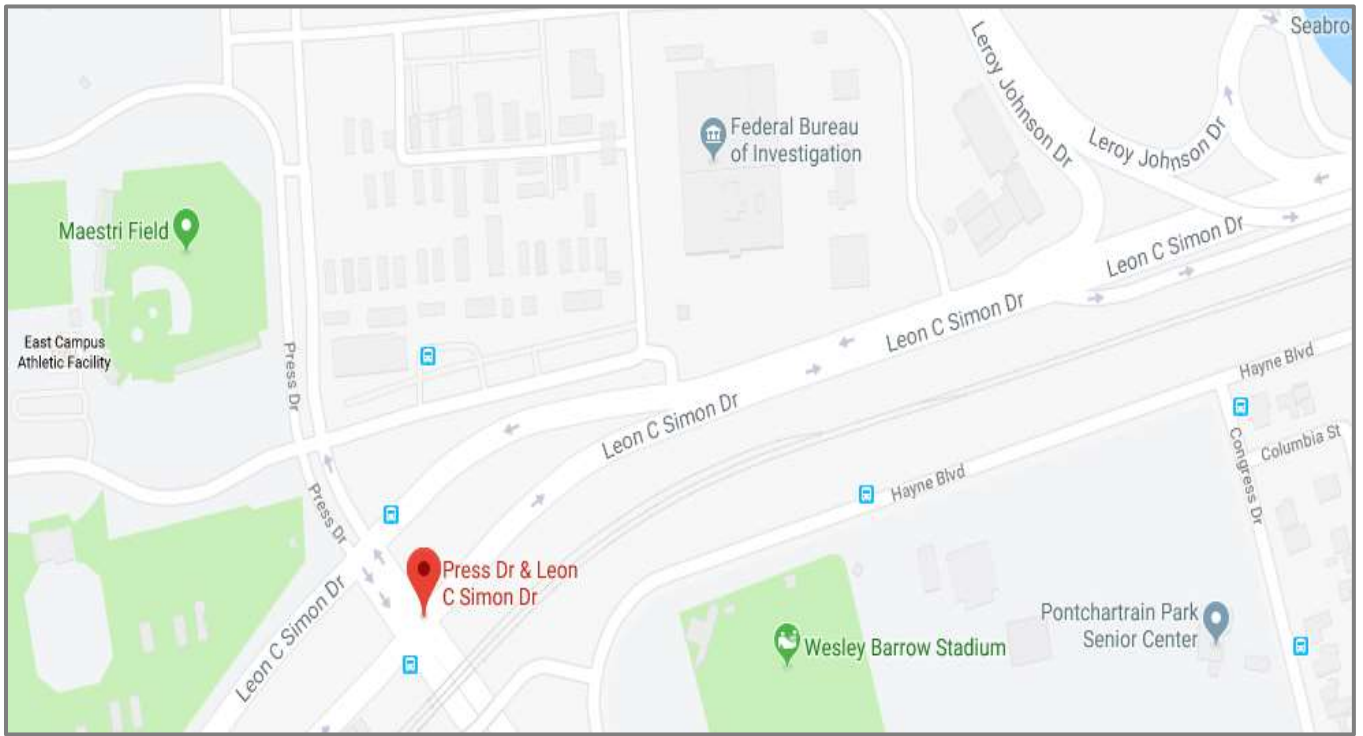 Seabro
Leroy Johnson Dr
Leroy Johnson Dr
Federal Bureau
of Investigation
Maestri Field
Leon C Simon Dr
Leon C Simon Dr
East Campus
Athletic Facility
Press Dr
Hayne Blvd
Leon C Simon Dr
Columbia St
Congress Dr
Hayne Blvd
Press Dr
Press Dr & Leon
C Simon Dr
Leon C Simon Dr
Pontchartrain Park
Senior Center
Wesley Barrow Stadium